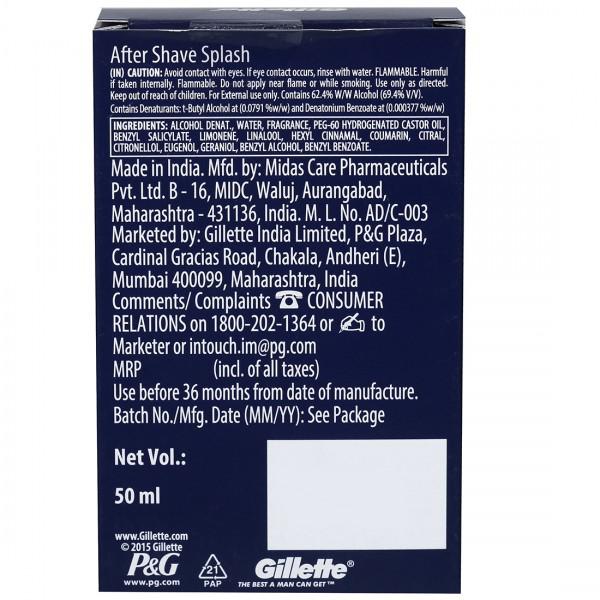 After Shave Splash
(IN) CAUTION: Avoid contact with eyes. If eye contact occurs, rinse with water. FLAMMABLE. Harmful
if taken internally. Flammable. Do not apply near flame or while smoking. Use only as directed.
Keep out of reach of children. For External use only. Contains 62.4% W/W Alcohol (69.4% V/V).
Contains Denaturants: t-Butyl Alcohol at (0.0791 %w/w) and Denatonium Benzoate at (0.000377 %w/w)
INGREDIENTS: ALCOHOL DENAT., WATER, FRAGRANCE, PEG-60 HYDROGENATED CASTOR OIL,
BENZYL SALICYLATE, LIMONENE, LINALOOL, HEXYL CINNAMAL, COUMARIN, CITRAL,
CITRONELLOL, EUGENOL, GERANIOL, BENZYL ALCOHOL, BENZYL BENZOATE.
Made in India. Mfd. by: Midas Care Pharmaceuticals
Pvt. Ltd. B - 16, MIDC, Waluj, Aurangabad,
Maharashtra - 431136, India. M. L. No. AD/C-003
Marketed by: Gillette India Limited, P&G Plaza,
Cardinal Gracias Road, Chakala, Andheri (E),
Mumbai 400099, Maharashtra, India
Comments/ Complaints ☎ CONSUMER
RELATIONS on 1800-202-1364 or ✍ to
Marketer or intouch.im@pg.com
MRP (incl. of all taxes)
Use before 36 months from date of manufacture.
Batch No./Mfg. Date (MM/YY): See Package
Net Vol.:
50 ml
www.Gillette.com
© 2015 Gillette
P&G
www.pg.com
21
PAP
Gillette
THE BEST A MAN CAN GET™